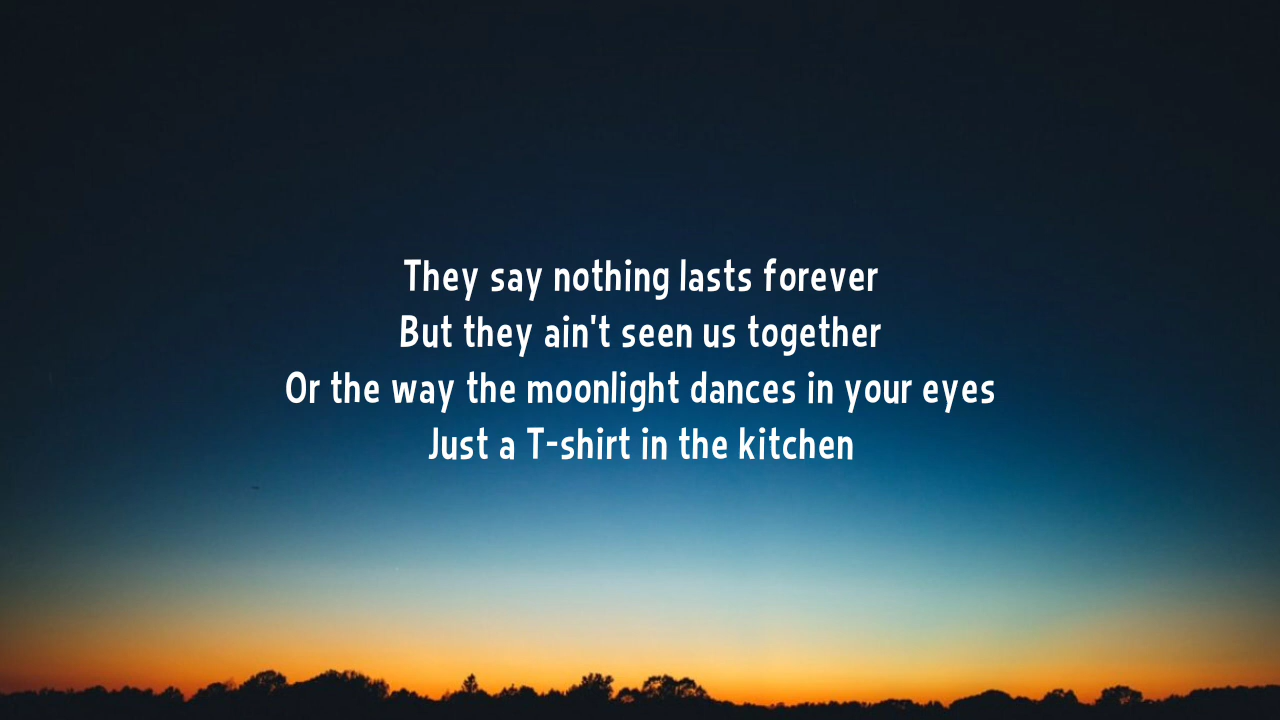 They say nothing lasts forever
But they ain't seen us together
Or the way the moonlight dances in your eyes
Just a T-shirt in the kitchen